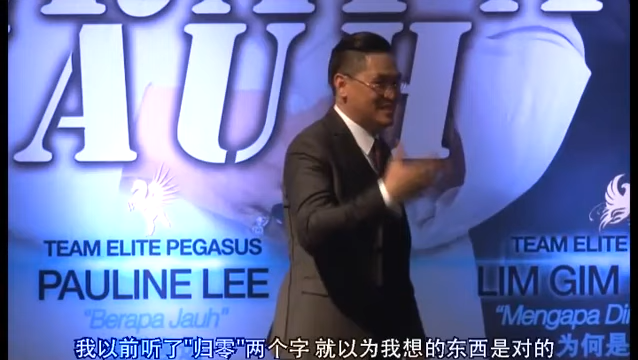 AUH
TEAM ELITE PEGASUS
PAULINE LEE
"Berapa Jauh"
TEAM ELITE
LIM GIM
"Mengapa Di
为何是
我以前听了"归零"两个字 就以为我想的东西是对的